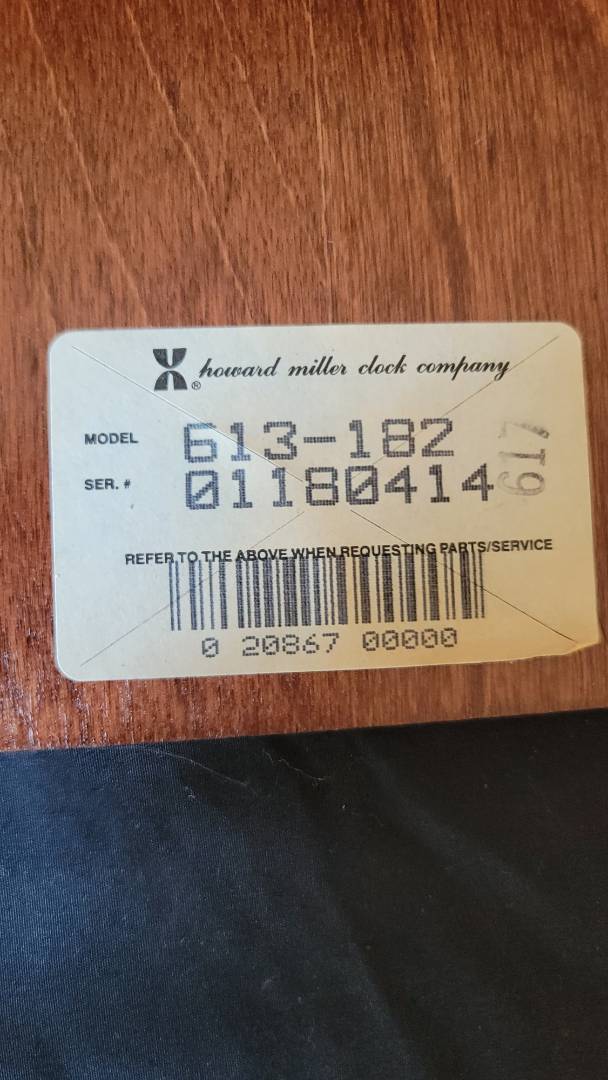 howard miller clock company
®
MODEL 613-182
SER. # 01180414
617
REFER TO THE ABOVE WHEN REQUESTING PARTS/SERVICE
0 20867 00000